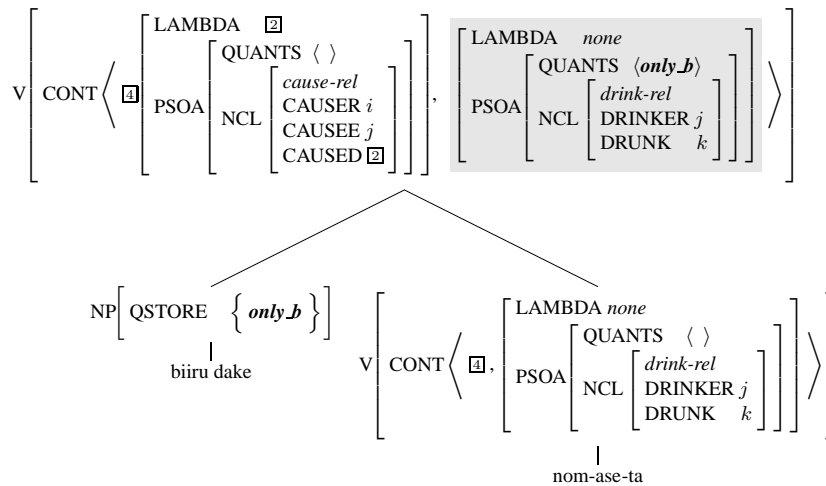 V [ CONT ⟨ [4] [ LAMBDA [2]
PSOA [ QUANTS ⟨ ⟩
NCL [ cause-rel
CAUSER i
CAUSEE j
CAUSED [2] ] ] ] , [ LAMBDA none
PSOA [ QUANTS ⟨only_b⟩
NCL [ drink-rel
DRINKER j
DRUNK k ] ] ] ⟩ ]
NP [ QSTORE { only_b } ]
biiru dake
V [ CONT ⟨ [4] , [ LAMBDA none
PSOA [ QUANTS ⟨ ⟩
NCL [ drink-rel
DRINKER j
DRUNK k ] ] ] ⟩ ]
nom-ase-ta